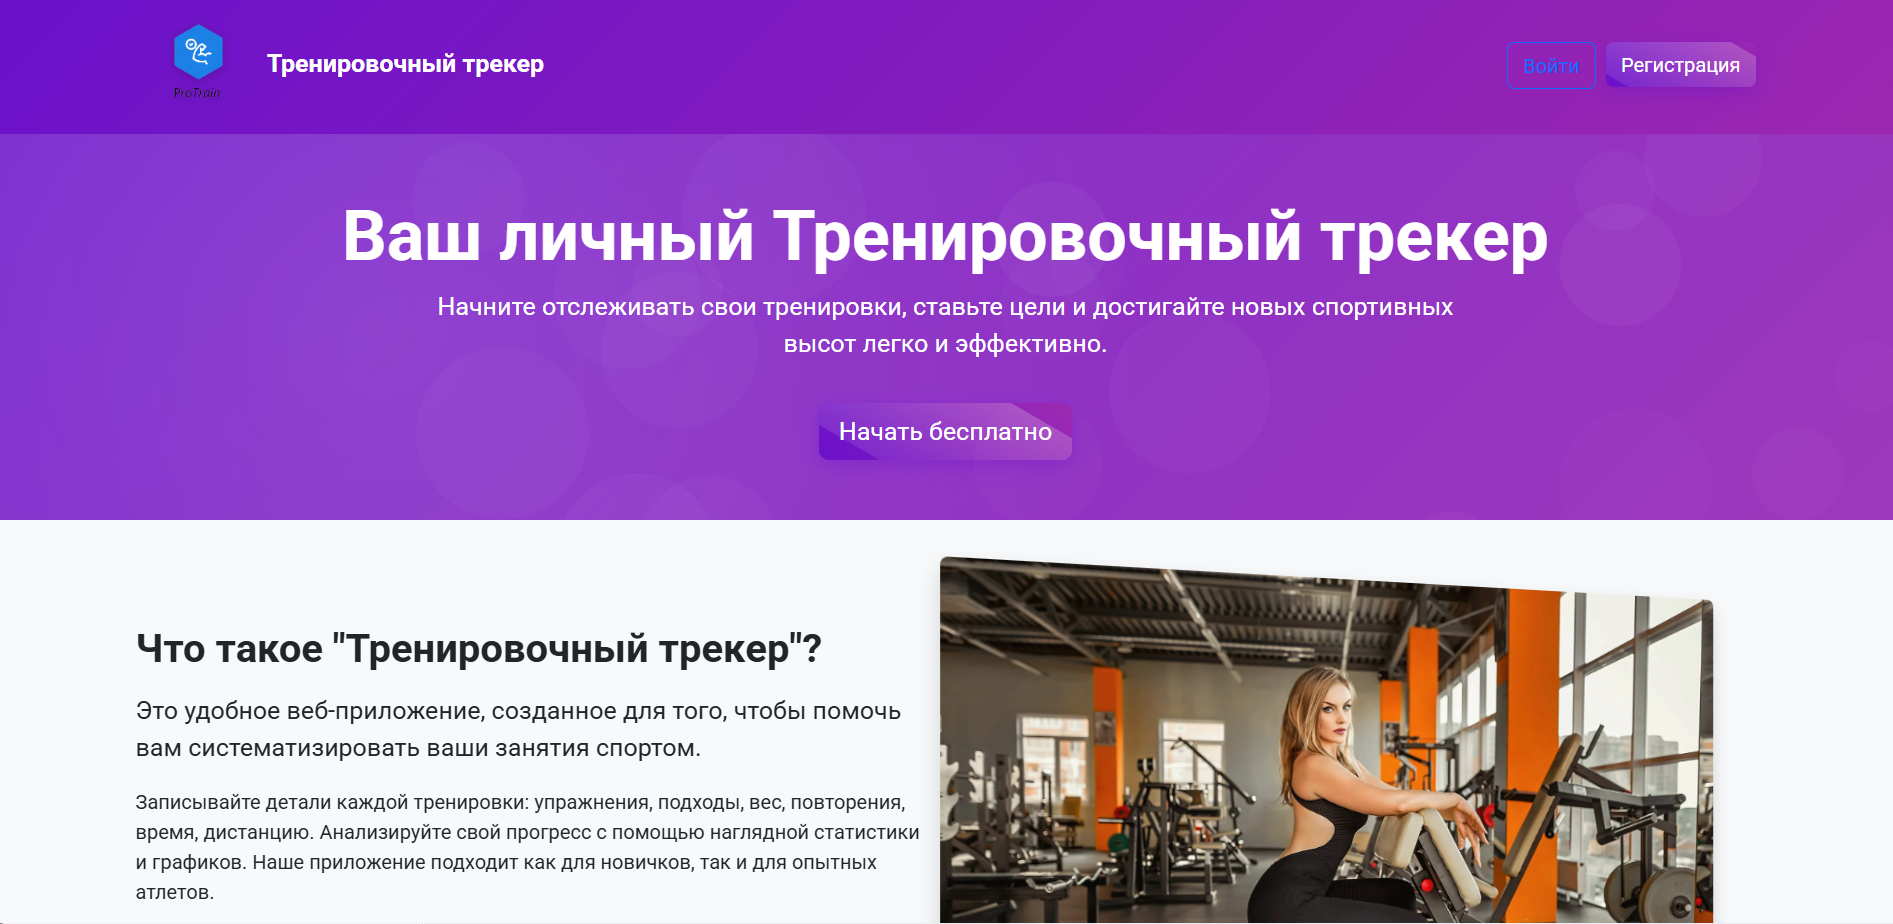 ProTrain
Тренировочный трекер
Войти
Регистрация
Ваш личный Тренировочный трекер
Начните отслеживать свои тренировки, ставьте цели и достигайте новых спортивных
высот легко и эффективно.
Начать бесплатно
Что такое "Тренировочный трекер"?
Это удобное веб-приложение, созданное для того, чтобы помочь
вам систематизировать ваши занятия спортом.
Записывайте детали каждой тренировки: упражнения, подходы, вес, повторения,
время, дистанцию. Анализируйте свой прогресс с помощью наглядной статистики
и графиков. Наше приложение подходит как для новичков, так и для опытных
атлетов.